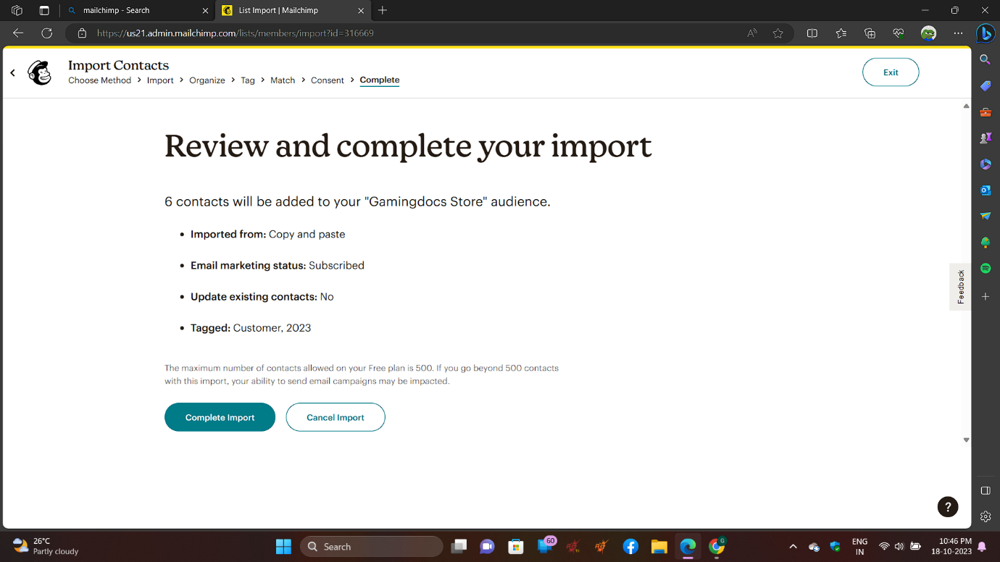 mailchimp - Search
List Import | Mailchimp
https://us21.admin.mailchimp.com/lists/members/import?id=316669
Import Contacts
Choose Method > Import > Organize > Tag > Match > Consent > Complete
Exit
Review and complete your import
6 contacts will be added to your "Gamingdocs Store" audience.
• Imported from: Copy and paste
• Email marketing status: Subscribed
• Update existing contacts: No
• Tagged: Customer, 2023
The maximum number of contacts allowed on your Free plan is 500. If you go beyond 500 contacts
with this import, your ability to send email campaigns may be impacted.
Complete Import
Cancel Import
Feedback
?
26°C
Partly cloudy
Search
60
G
ENG
IN
10:46 PM
18-10-2023